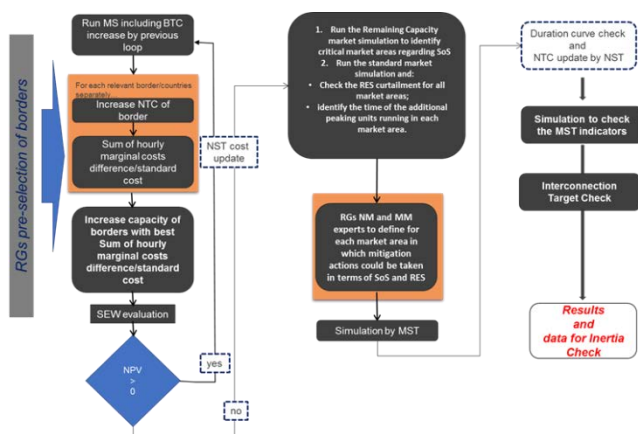 RGs pre-selection of borders
Run MS including BTC
increase by previous
loop
For each relevant border/countries
separately...
Increase NTC of
border
Sum of hourly
marginal costs
difference/standard
cost
Increase capacity of
borders with best
Sum of hourly
marginal costs
difference/standard
cost
SEW evaluation
NPV
>
0
yes
no
NST cost
update
1. Run the Remaining Capacity
market simulation to identify
critical market areas regarding SoS
2. Run the standard market
simulation and:
• Check the RES curtailment for all
market areas;
• identify the time of the additional
peaking units running in each
market area.
RGs NM and MM
experts to define for
each market area in
which mitigation
actions could be taken
in terms of SoS and RES
Simulation by MST
Duration curve check
and
NTC update by NST
Simulation to check
the MST indicators
Interconnection
Target Check
Results
and
data for Inertia
Check